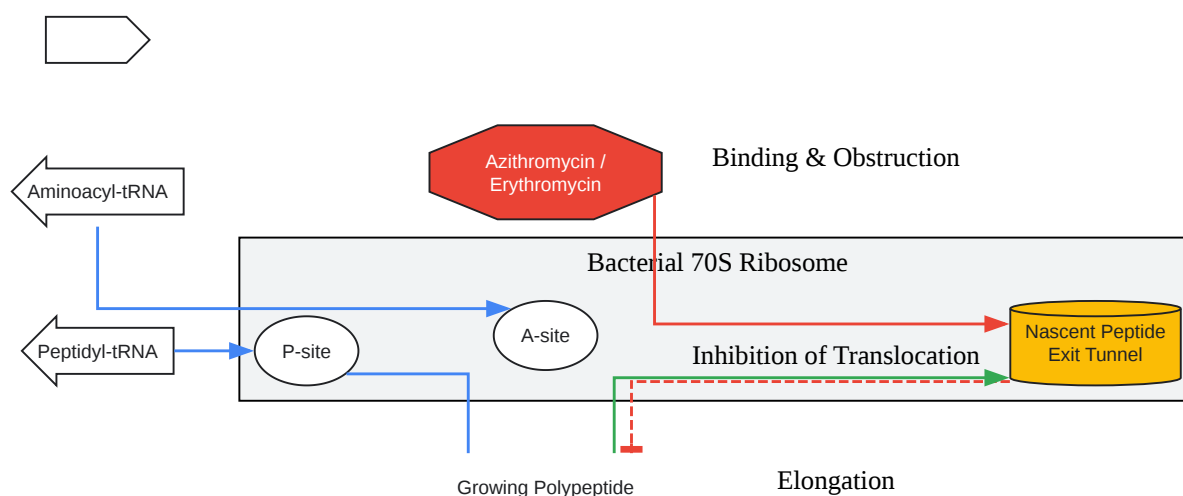 Azithromycin /
Erythromycin
Binding & Obstruction
Aminoacyl-tRNA
Bacterial 70S Ribosome
A-site
Nascent Peptide
Exit Tunnel
Peptidyl-tRNA
P-site
Inhibition of Translocation
Growing Polypeptide
Elongation